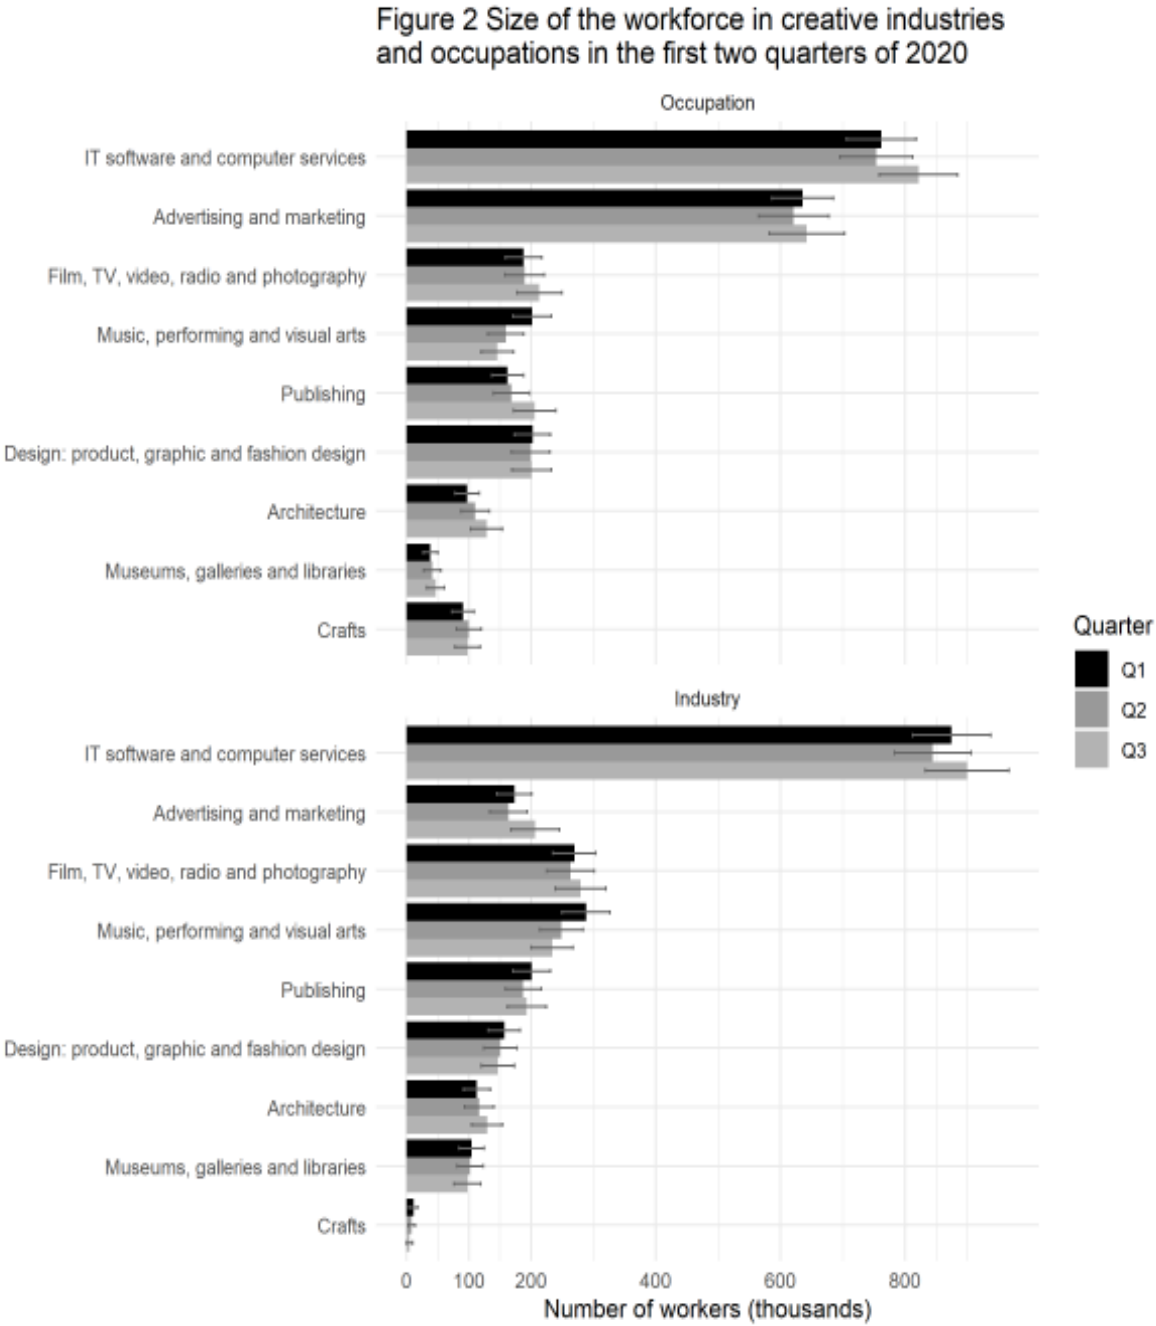 Figure 2 Size of the workforce in creative industries
and occupations in the first two quarters of 2020
Occupation
IT software and computer services
Advertising and marketing
Film, TV, video, radio and photography
Music, performing and visual arts
Publishing
Design: product, graphic and fashion design
Architecture
Museums, galleries and libraries
Crafts
Quarter
Q1
Q2
Q3
Industry
IT software and computer services
Advertising and marketing
Film, TV, video, radio and photography
Music, performing and visual arts
Publishing
Design: product, graphic and fashion design
Architecture
Museums, galleries and libraries
Crafts
0 100 200 400 600 800
Number of workers (thousands)